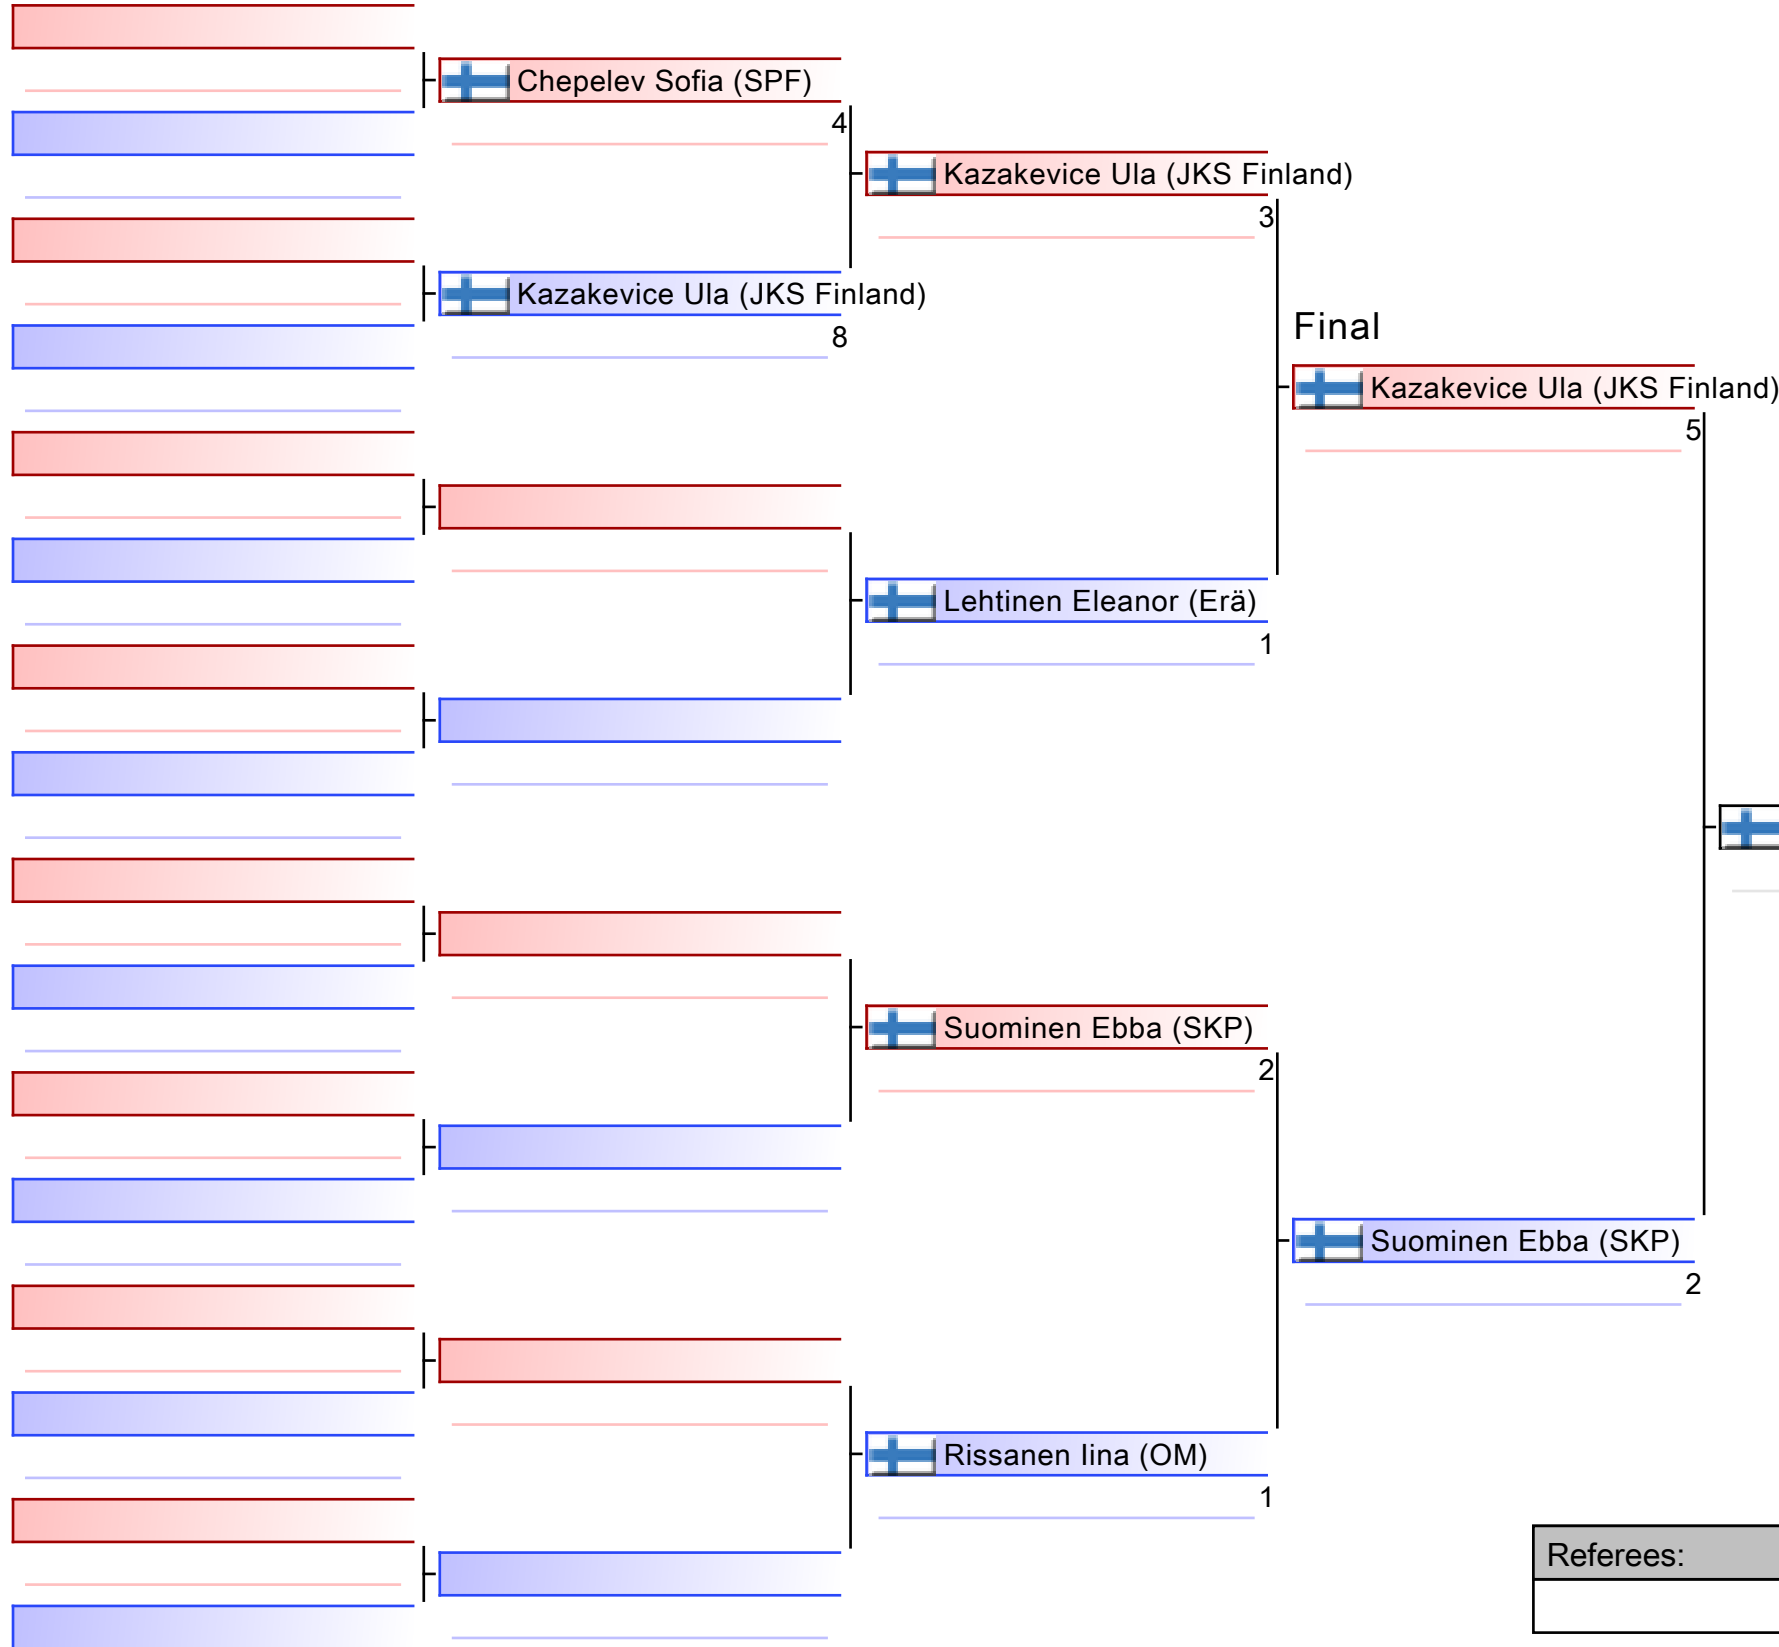 Chepelev Sofia (SPF)
4
Kazakevice Ula (JKS Finland)
3
Kazakevice Ula (JKS Finland)
8
Final
Kazakevice Ula (JKS Finland)
5
Lehtinen Eleanor (Erä)
1
Suominen Ebba (SKP)
2
Suominen Ebba (SKP)
2
Rissanen Iina (OM)
1
Referees: